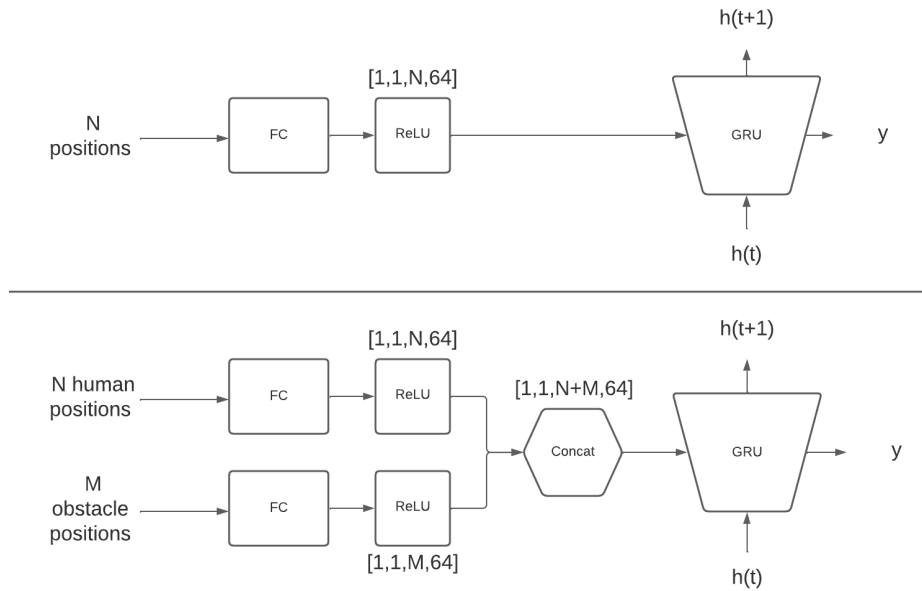 h(t+1)
[1,1,N,64]
N
positions
FC
ReLU
GRU
y
h(t)
h(t+1)
[1,1,N,64]
N human
positions
FC
ReLU
[1,1,N+M,64]
Concat
GRU
y
M
obstacle
positions
FC
ReLU
[1,1,M,64]
h(t)